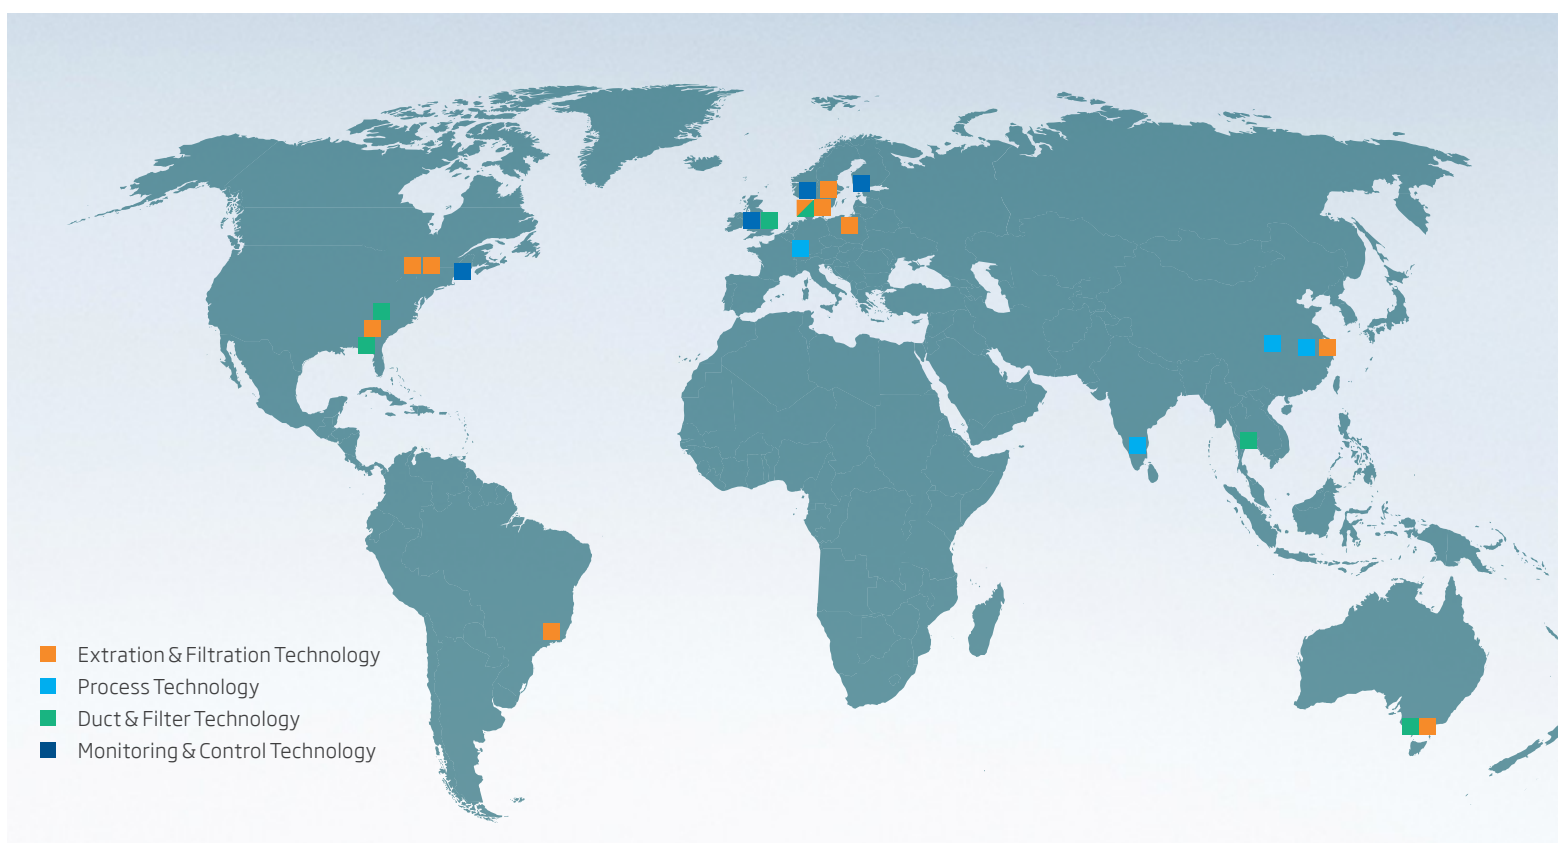 Extration & Filtration Technology
Process Technology
Duct & Filter Technology
Monitoring & Control Technology